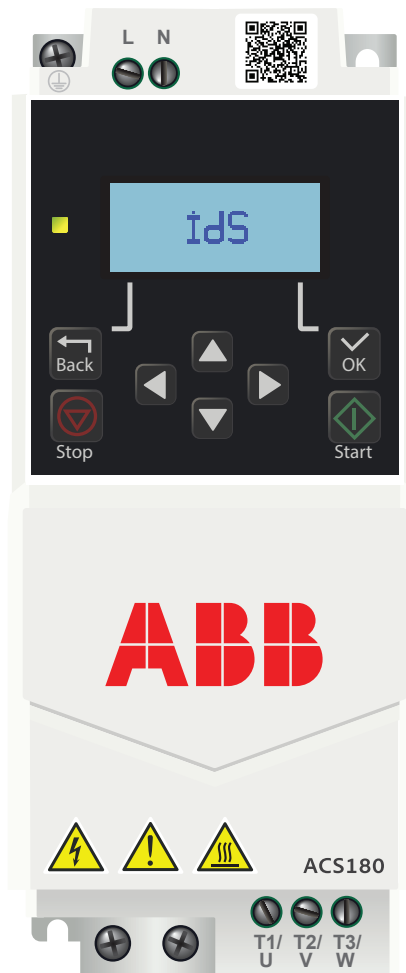 L N
IdS
Back
OK
Stop
Start
ABB
ACS180
T1/ T2/ T3/
U V W